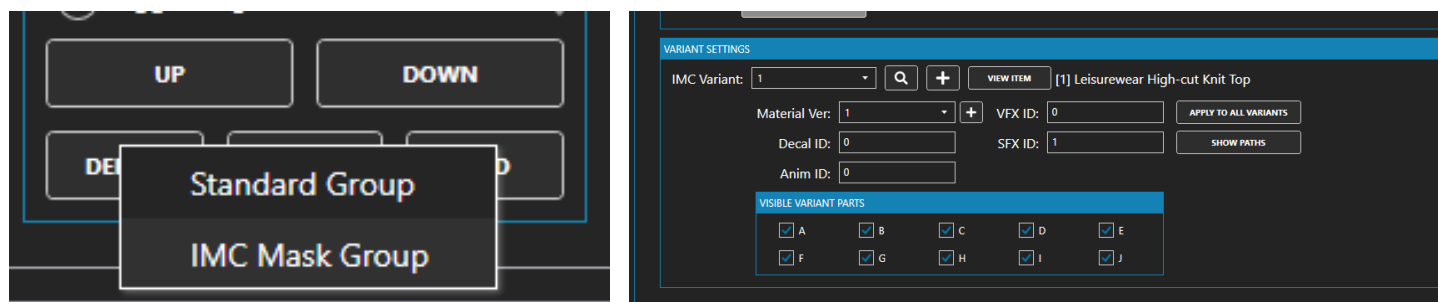 UP
DOWN
Standard Group
IMC Mask Group
VARIANT SETTINGS
IMC Variant: 1 VIEW ITEM [1] Leisurewear High-cut Knit Top
Material Ver: 1 VFX ID: 0 APPLY TO ALL VARIANTS
Decal ID: 0 SFX ID: 1 SHOW PATHS
Anim ID: 0
VISIBLE VARIANT PARTS
A B C D E
F G H I J